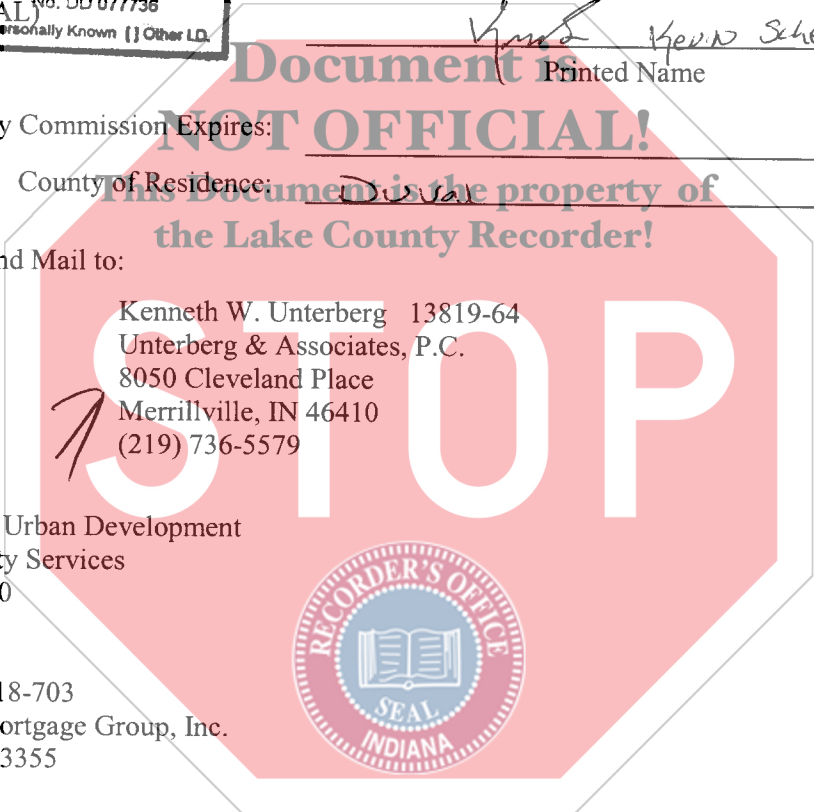 AL) No. DD 077736
ersonally Known [ ] Other I.D.
Kevin Sche
Printed Name
Document is
NOT OFFICIAL!
This Document is the property of
the Lake County Recorder!
y Commission Expires:
County of Residence: Duval
nd Mail to:
Kenneth W. Unterberg 13819-64
Unterberg & Associates, P.C.
8050 Cleveland Place
Merrillville, IN 46410
(219) 736-5579
STOP
Urban Development
ty Services
0
18-703
ortgage Group, Inc.
3355
RECORDER'S OFFICE
SEAL
INDIANA